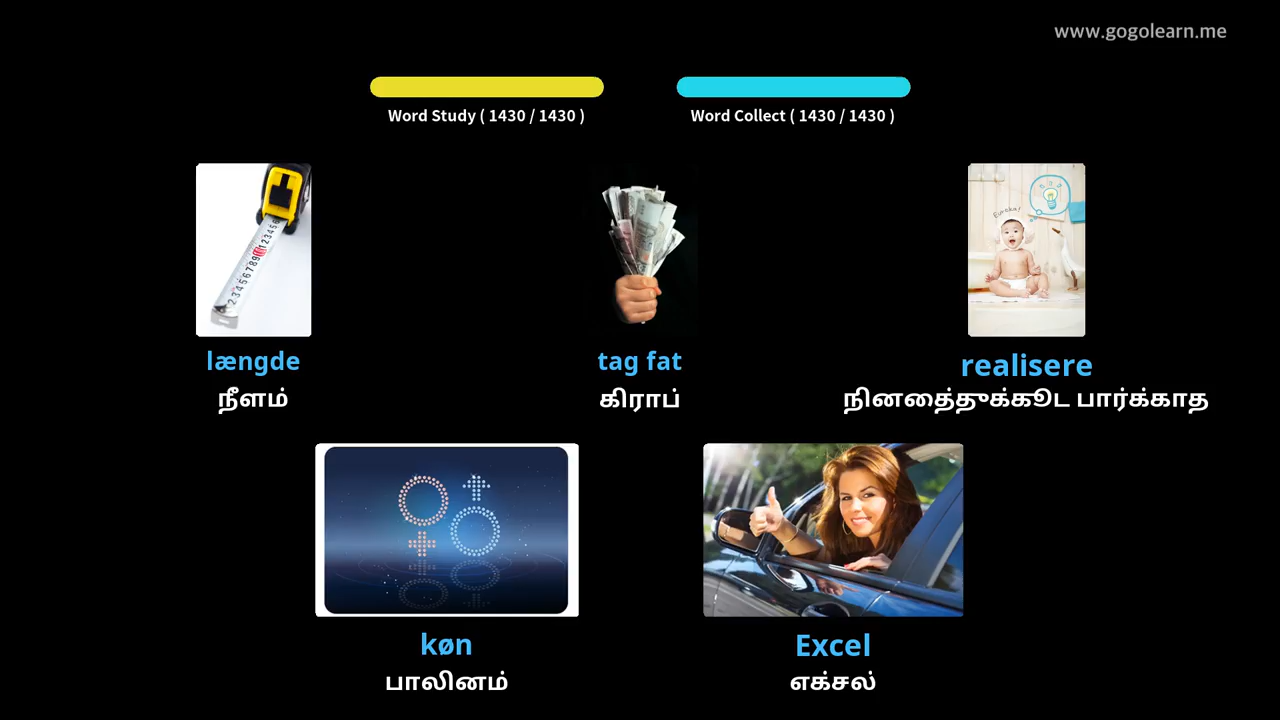 www.gogolearn.me
Word Study ( 1430 / 1430 )
Word Collect ( 1430 / 1430 )
længde
நீளம்
tag fat
கிராப்
Eureka!
realisere
நினைத்துக்கூட பார்க்காத
køn
பாலினம்
Excel
எக்சல்